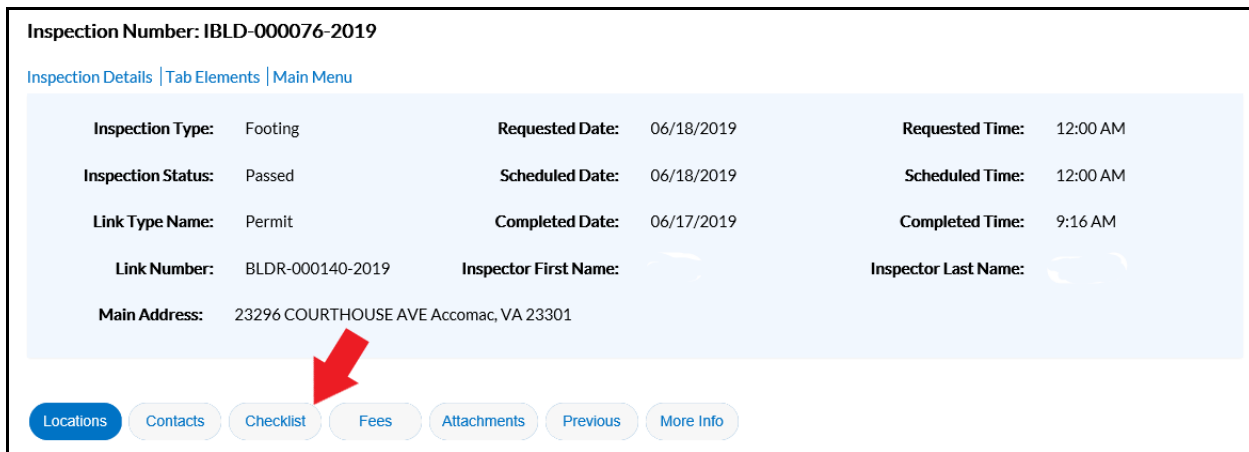 Inspection Number: IBLD-000076-2019
Inspection Details | Tab Elements | Main Menu
Inspection Type: Footing Requested Date: 06/18/2019 Requested Time: 12:00 AM
Inspection Status: Passed Scheduled Date: 06/18/2019 Scheduled Time: 12:00 AM
Link Type Name: Permit Completed Date: 06/17/2019 Completed Time: 9:16 AM
Link Number: BLDR-000140-2019 Inspector First Name: Inspector Last Name:
Main Address: 23296 COURTHOUSE AVE Accomac, VA 23301
Locations Contacts Checklist Fees Attachments Previous More Info